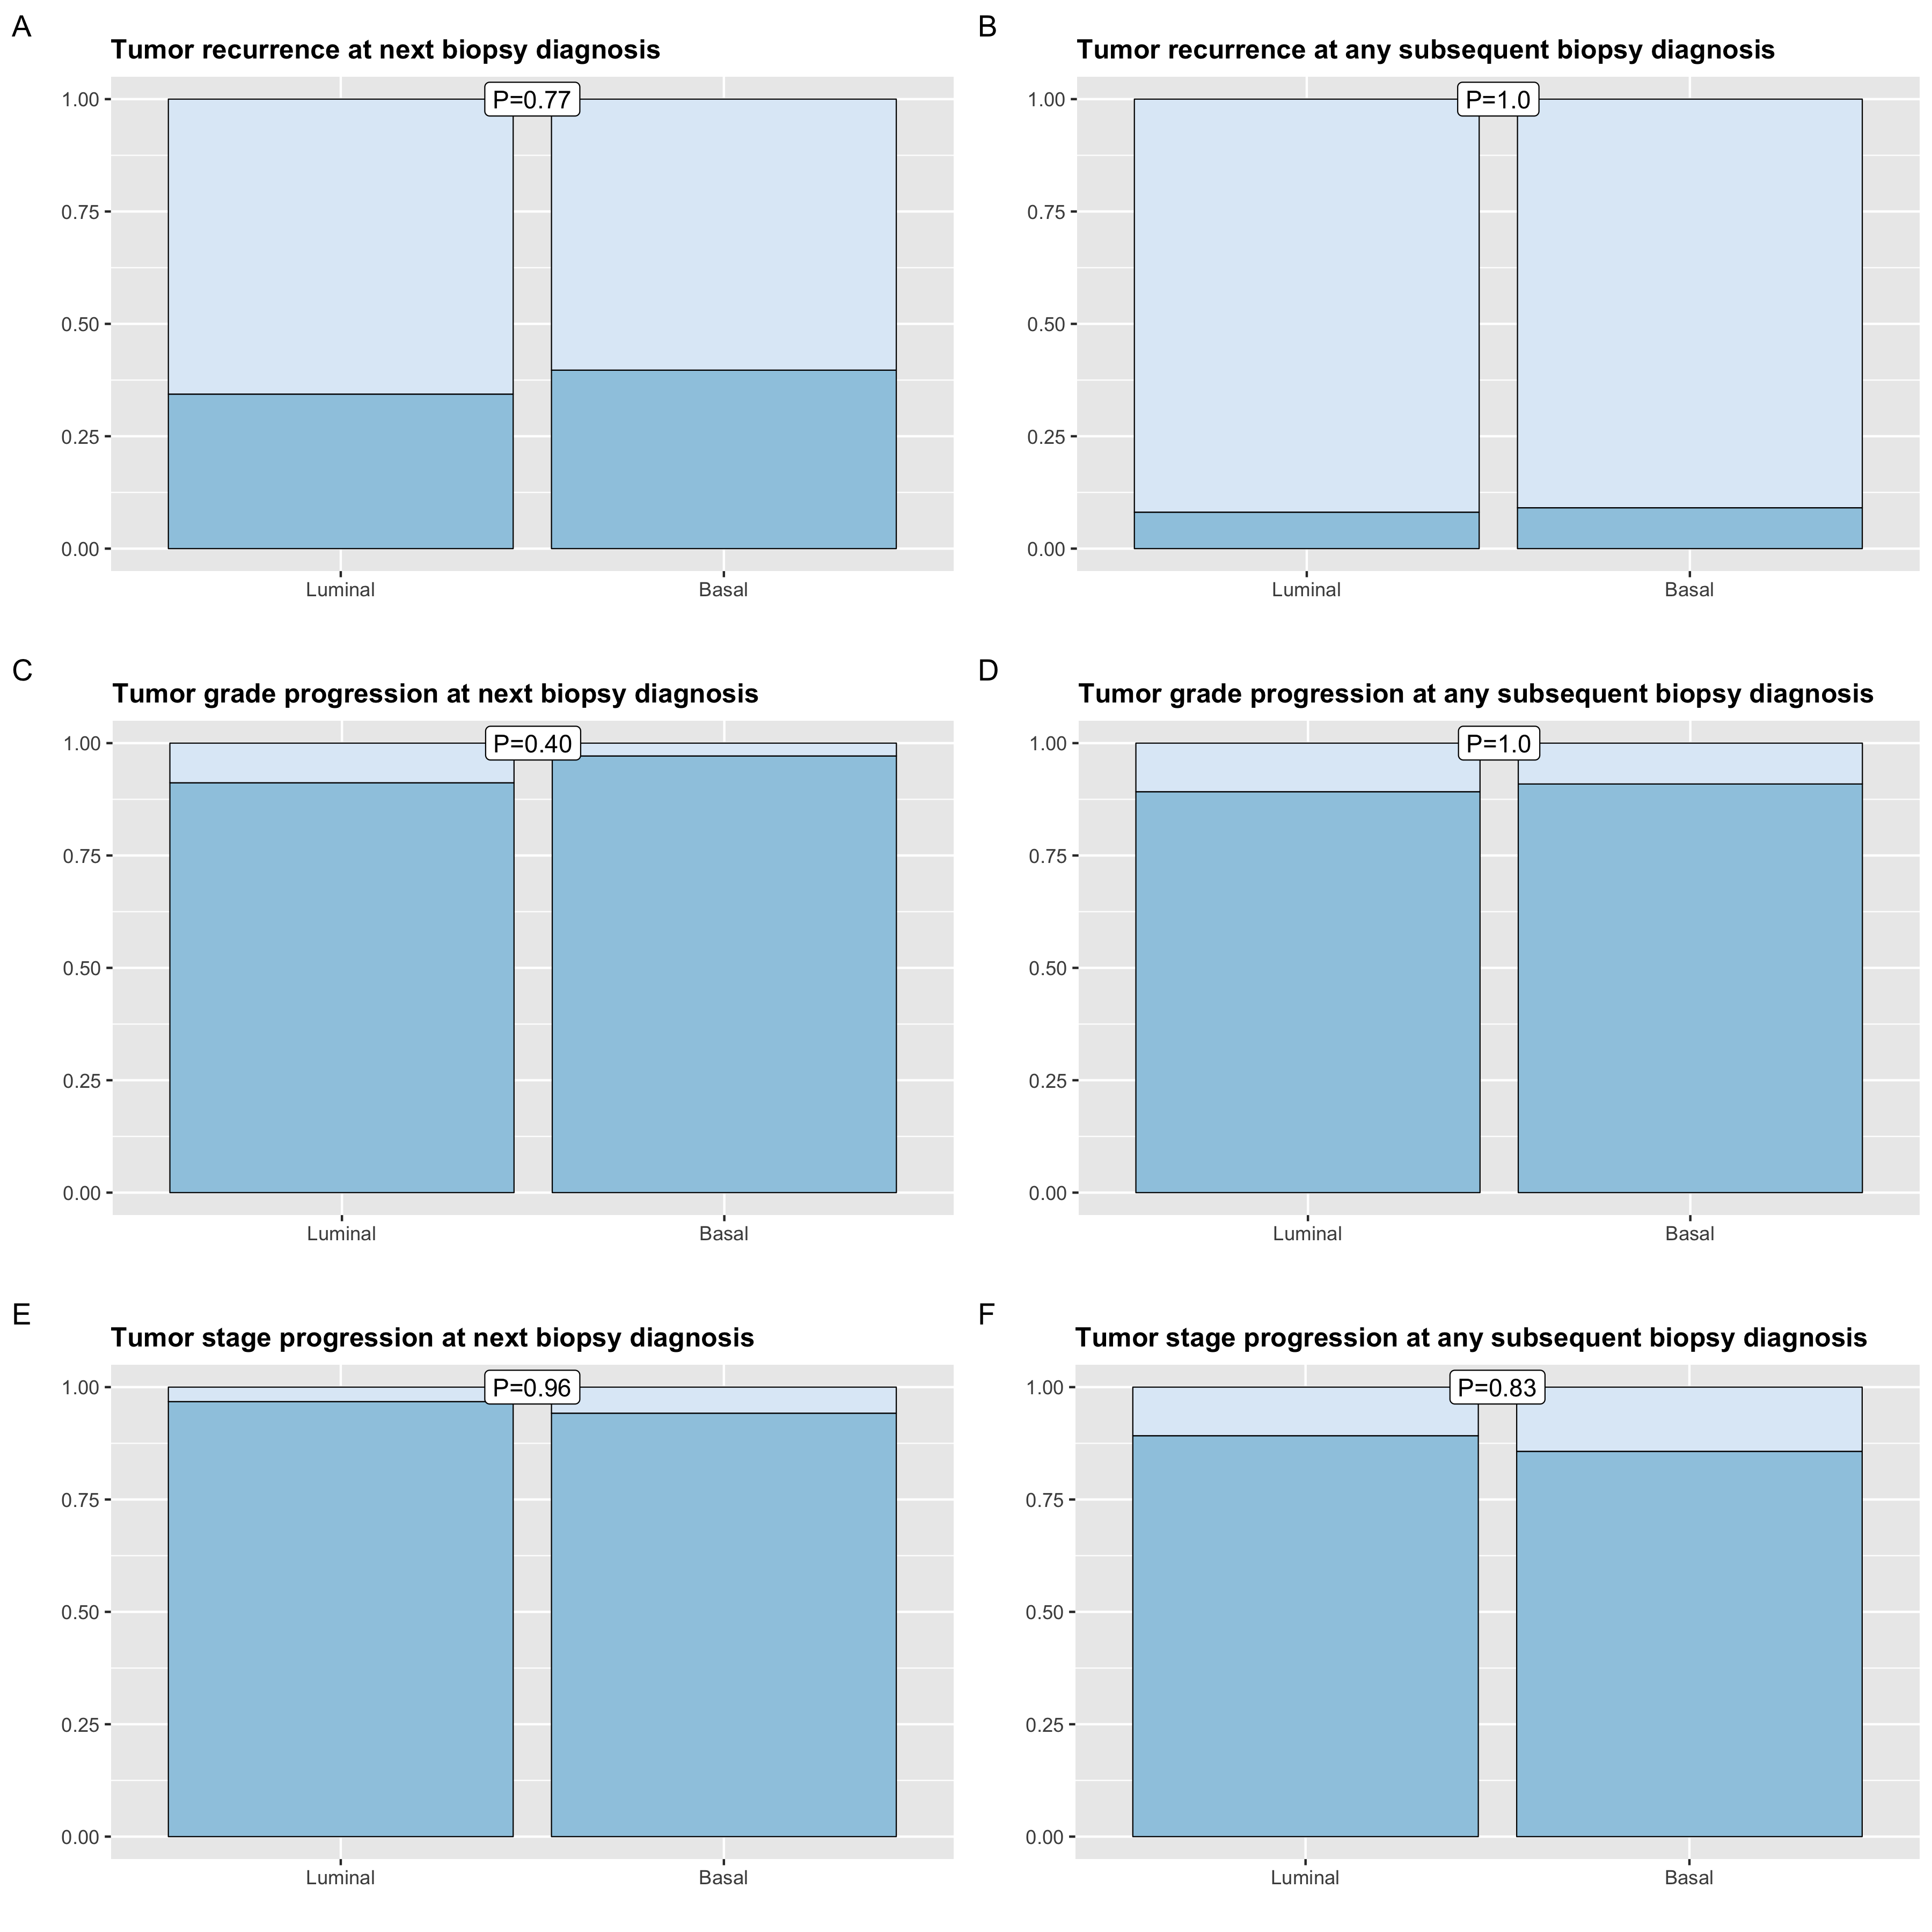 A
Tumor recurrence at next biopsy diagnosis
P=0.77
1.00
0.75
0.50
0.25
0.00
Luminal Basal
B
Tumor recurrence at any subsequent biopsy diagnosis
P=1.0
1.00
0.75
0.50
0.25
0.00
Luminal Basal
C
Tumor grade progression at next biopsy diagnosis
P=0.40
1.00
0.75
0.50
0.25
0.00
Luminal Basal
D
Tumor grade progression at any subsequent biopsy diagnosis
P=1.0
1.00
0.75
0.50
0.25
0.00
Luminal Basal
E
Tumor stage progression at next biopsy diagnosis
P=0.96
1.00
0.75
0.50
0.25
0.00
Luminal Basal
F
Tumor stage progression at any subsequent biopsy diagnosis
P=0.83
1.00
0.75
0.50
0.25
0.00
Luminal Basal